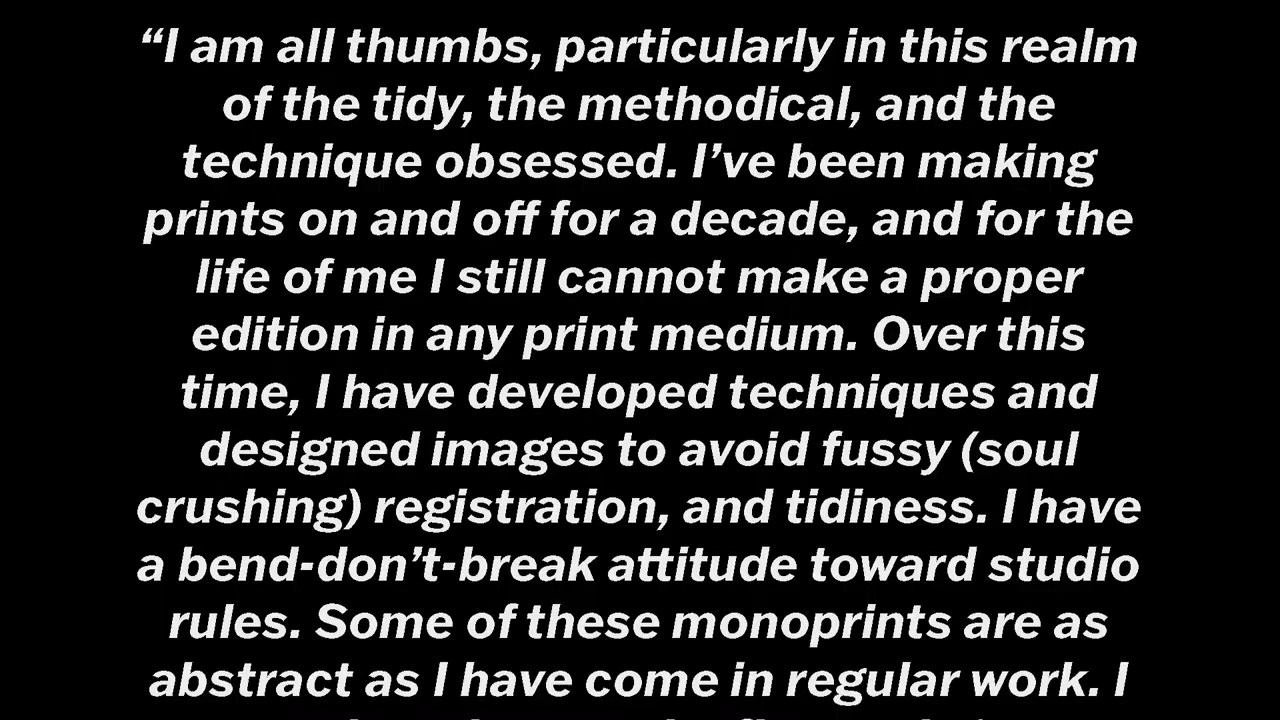 “I am all thumbs, particularly in this realm
of the tidy, the methodical, and the
technique obsessed. I’ve been making
prints on and off for a decade, and for the
life of me I still cannot make a proper
edition in any print medium. Over this
time, I have developed techniques and
designed images to avoid fussy (soul
crushing) registration, and tidiness. I have
a bend-don’t-break attitude toward studio
rules. Some of these monoprints are as
abstract as I have come in regular work. I